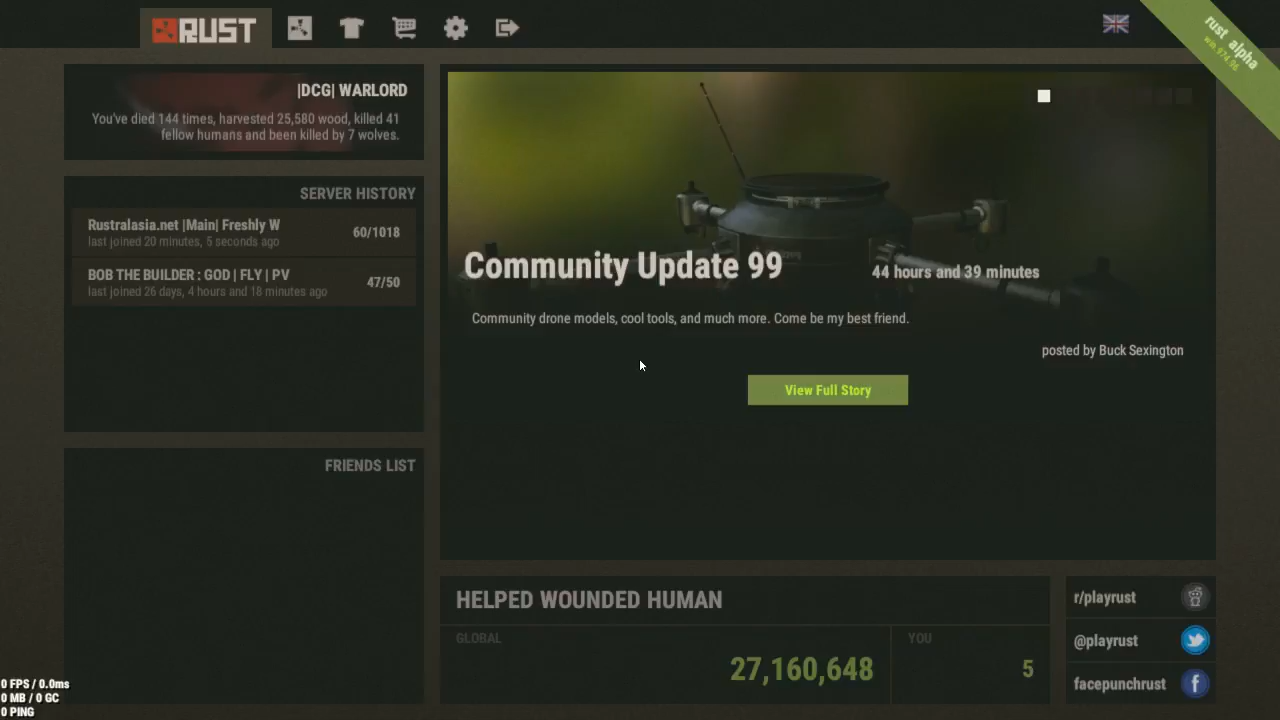 RUST
rust alpha
|DCG| WARLORD
You've died 144 times, harvested 25,580 wood, killed 41
fellow humans and been killed by 7 wolves.
SERVER HISTORY
Rustralasia.net |Main| Freshly W
last joined 20 minutes, 5 seconds ago
60/1018
BOB THE BUILDER : GOD | FLY | PV
last joined 26 days, 4 hours and 18 minutes ago
47/50
FRIENDS LIST
Community Update 99
44 hours and 39 minutes
Community drone models, cool tools, and much more. Come be my best friend.
posted by Buck Sexington
View Full Story
HELPED WOUNDED HUMAN
GLOBAL
27,160,648
YOU
5
r/playrust
@playrust
facepunchrust
0 FPS / 0.0ms
0 MB / 0 GC
0 PING